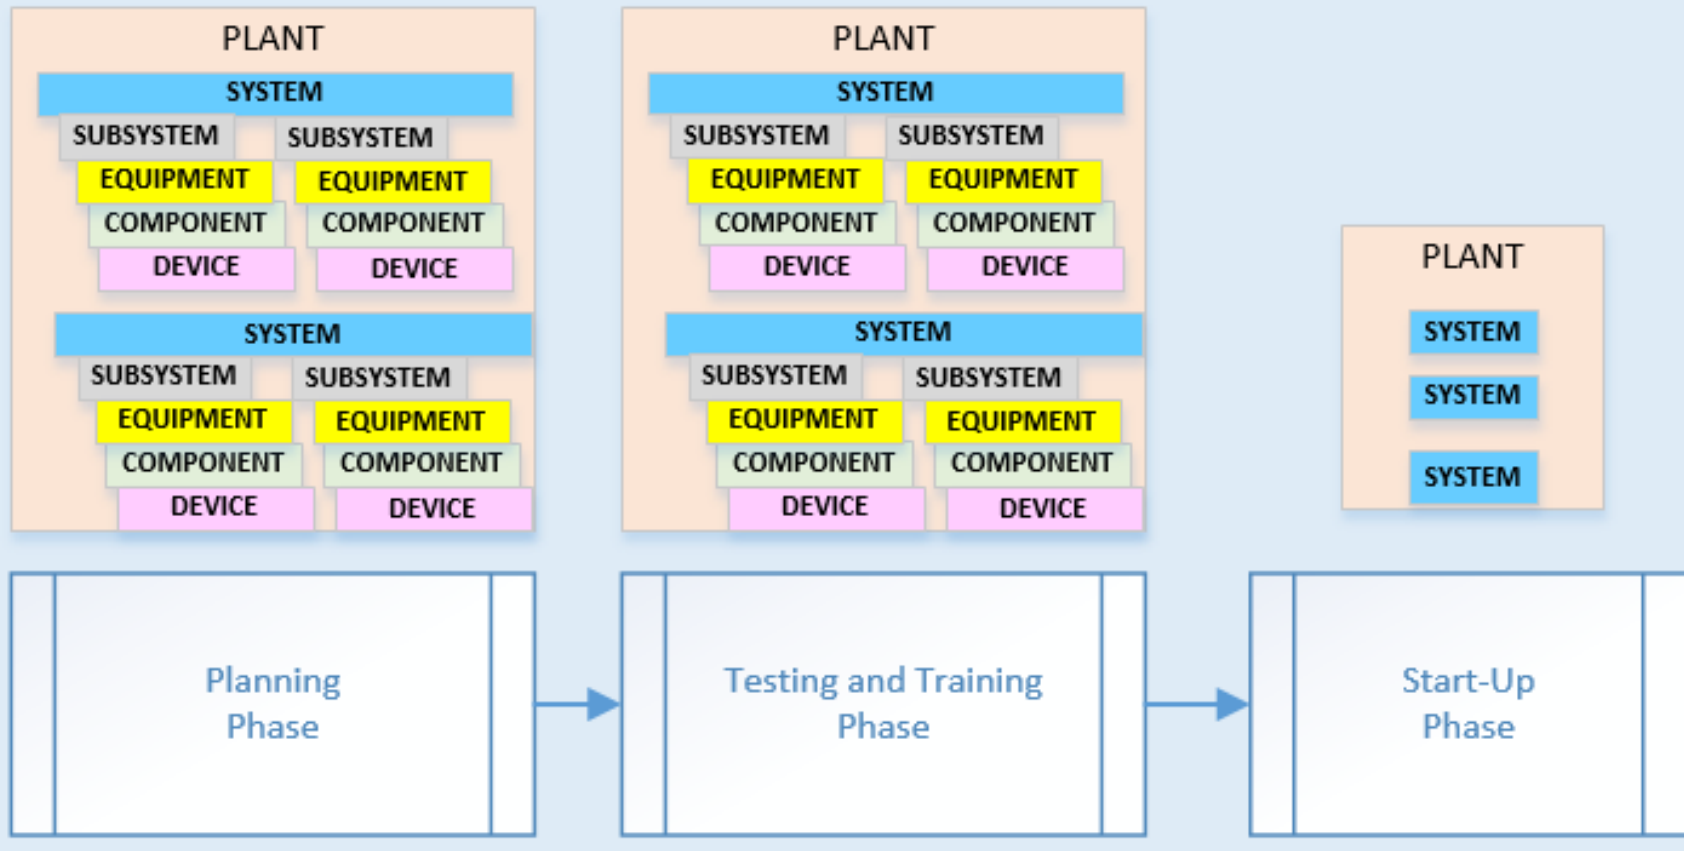 PLANT
SYSTEM
SUBSYSTEM SUBSYSTEM
EQUIPMENT EQUIPMENT
COMPONENT COMPONENT
DEVICE DEVICE
SYSTEM
SUBSYSTEM SUBSYSTEM
EQUIPMENT EQUIPMENT
COMPONENT COMPONENT
DEVICE DEVICE
PLANT
SYSTEM
SUBSYSTEM SUBSYSTEM
EQUIPMENT EQUIPMENT
COMPONENT COMPONENT
DEVICE DEVICE
SYSTEM
SUBSYSTEM SUBSYSTEM
EQUIPMENT EQUIPMENT
COMPONENT COMPONENT
DEVICE DEVICE
PLANT
SYSTEM
SYSTEM
SYSTEM
Planning
Phase
Testing and Training
Phase
Start-Up
Phase